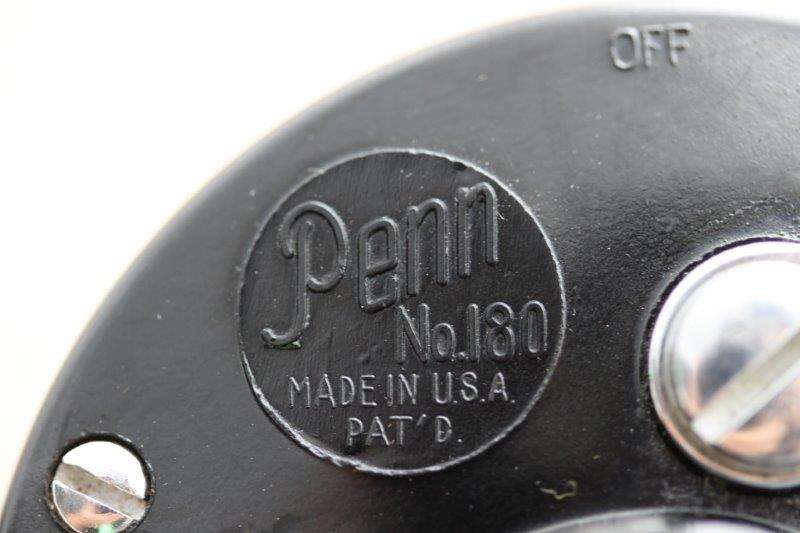 OFF
Penn
No.180
MADE IN U.S.A.
PAT'D.